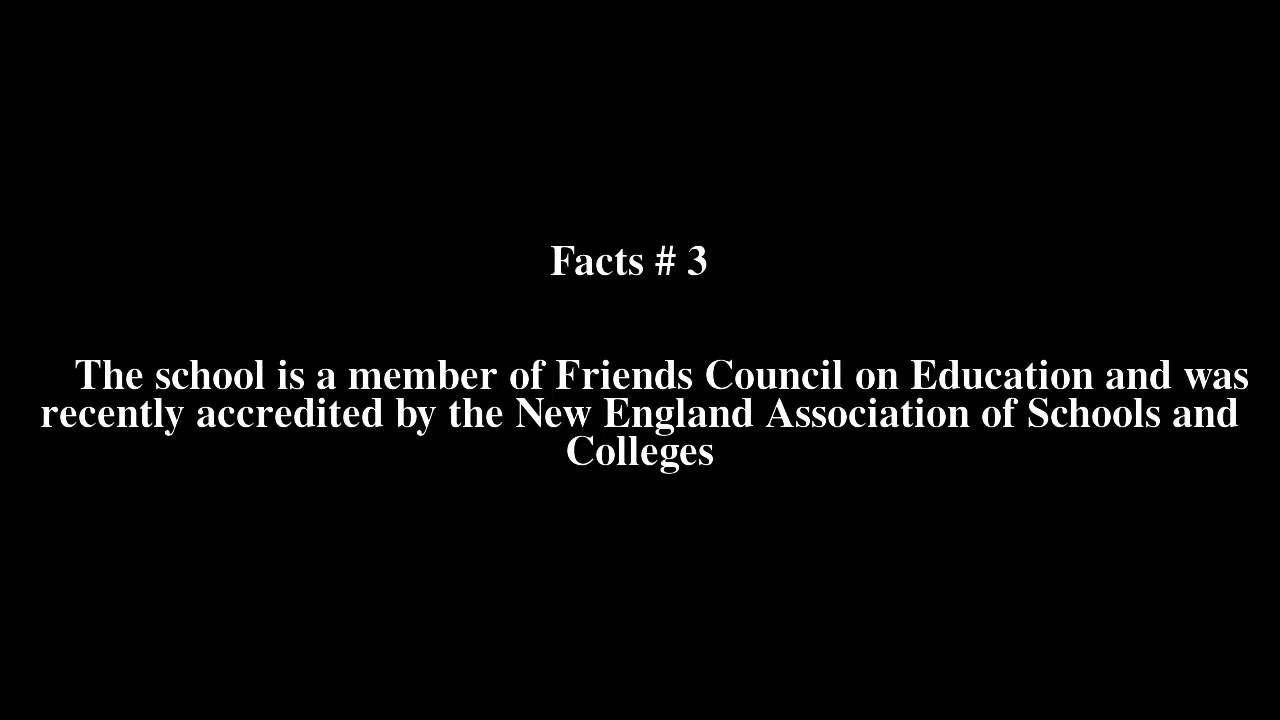 Facts # 3
The school is a member of Friends Council on Education and was
recently accredited by the New England Association of Schools and
Colleges